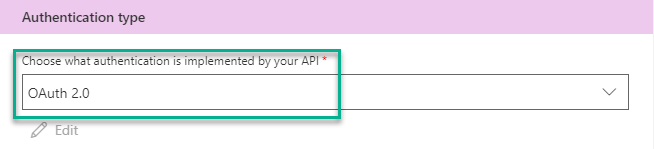 Authentication type
Choose what authentication is implemented by your API *
OAuth 2.0
Edit